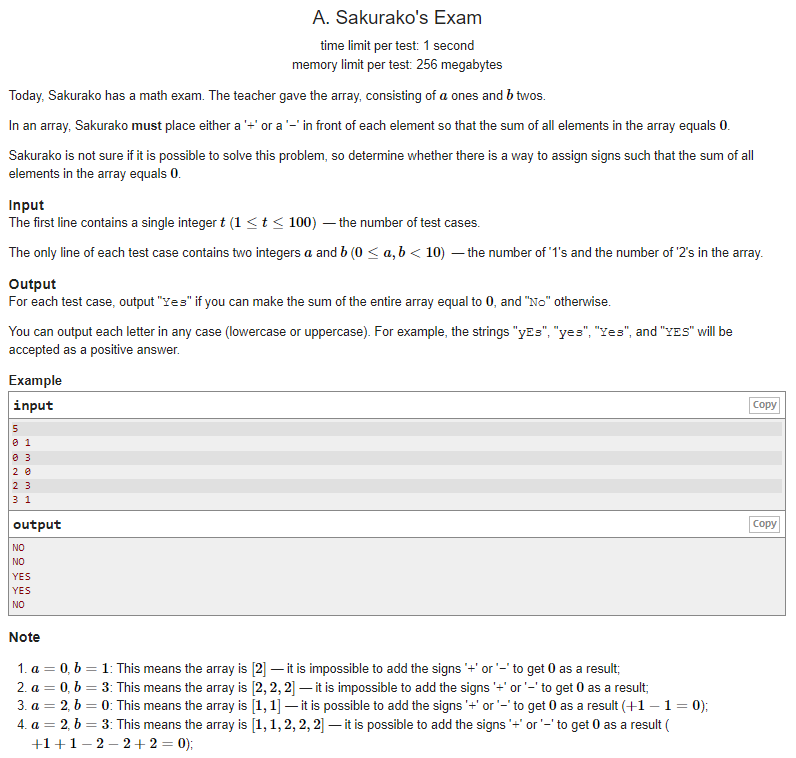 A. Sakurako's Exam
time limit per test: 1 second
memory limit per test: 256 megabytes
Today, Sakurako has a math exam. The teacher gave the array, consisting of a ones and b twos.
In an array, Sakurako must place either a '+' or a '−' in front of each element so that the sum of all elements in the array equals 0.
Sakurako is not sure if it is possible to solve this problem, so determine whether there is a way to assign signs such that the sum of all
elements in the array equals 0.
Input
The first line contains a single integer t (1 ≤ t ≤ 100) — the number of test cases.
The only line of each test case contains two integers a and b (0 ≤ a, b < 10) — the number of '1's and the number of '2's in the array.
Output
For each test case, output "Yes" if you can make the sum of the entire array equal to 0, and "No" otherwise.
You can output each letter in any case (lowercase or uppercase). For example, the strings "yEs", "yes", "Yes", and "YES" will be
accepted as a positive answer.
Example
input Copy
5
0 1
0 3
2 0
2 3
3 1
output Copy
NO
NO
YES
YES
NO
Note
1. a = 0, b = 1: This means the array is [2] — it is impossible to add the signs '+' or '−' to get 0 as a result;
2. a = 0, b = 3: This means the array is [2, 2, 2] — it is impossible to add the signs '+' or '−' to get 0 as a result;
3. a = 2, b = 0: This means the array is [1, 1] — it is possible to add the signs '+' or '−' to get 0 as a result (+1 − 1 = 0);
4. a = 2, b = 3: This means the array is [1, 1, 2, 2, 2] — it is possible to add the signs '+' or '−' to get 0 as a result (
+1 + 1 − 2 − 2 + 2 = 0);